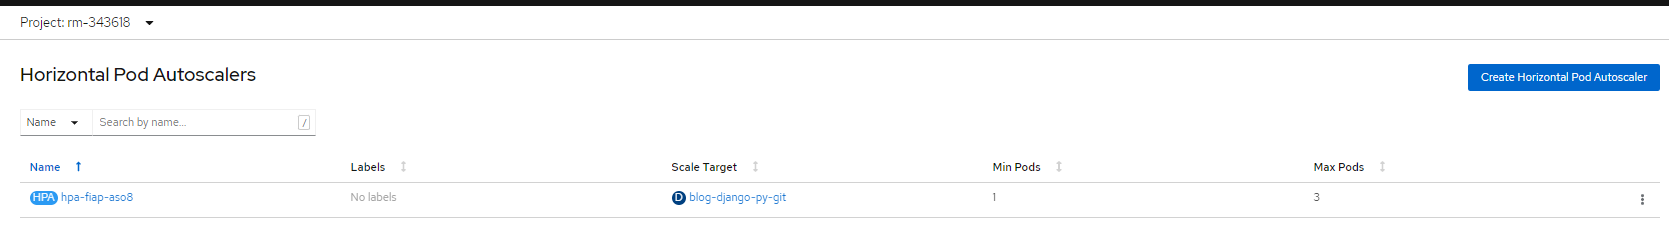 Project: rm-343618
Horizontal Pod Autoscalers
Create Horizontal Pod Autoscaler
Name Search by name... /
Name Labels Scale Target Min Pods Max Pods
HPA hpa-fiap-aso8 No labels D blog-django-py-git 1 3